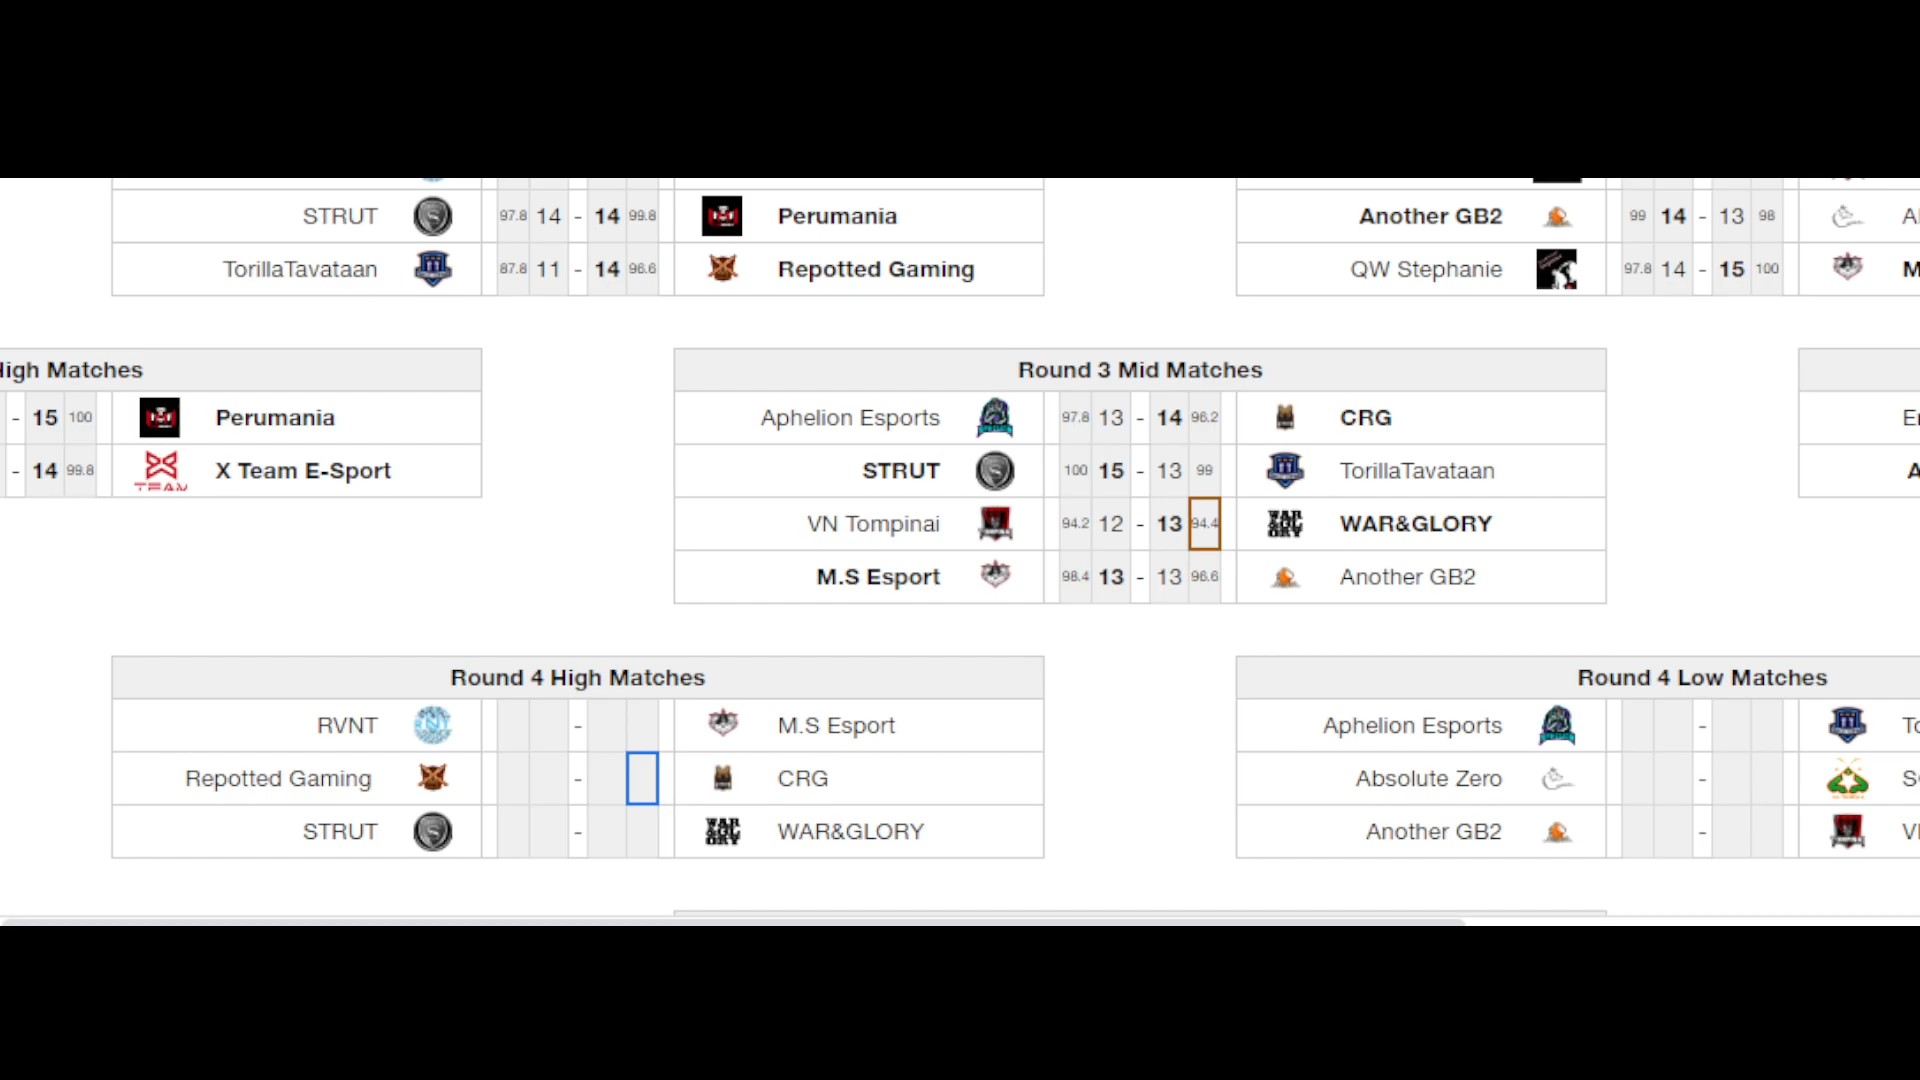 STRUT 97.8 14 - 14 99.8 Perumania
Another GB2 99 14 - 13 98
TorillaTavataan 87.8 11 - 14 96.6 Repotted Gaming
QW Stephanie 97.8 14 - 15 100 M
High Matches
- 15 100 Perumania
- 14 99.8 X Team E-Sport
Round 3 Mid Matches
Aphelion Esports 97.8 13 - 14 96.2 CRG
STRUT 100 15 - 13 99 TorillaTavataan
VN Tompinai 94.2 12 - 13 94.4 WAR&GLORY
M.S Esport 98.4 13 - 13 96.6 Another GB2
Round 4 High Matches
RVNT - M.S Esport
Repotted Gaming - CRG
STRUT - WAR&GLORY
Round 4 Low Matches
Aphelion Esports - To
Absolute Zero - S
Another GB2 - V